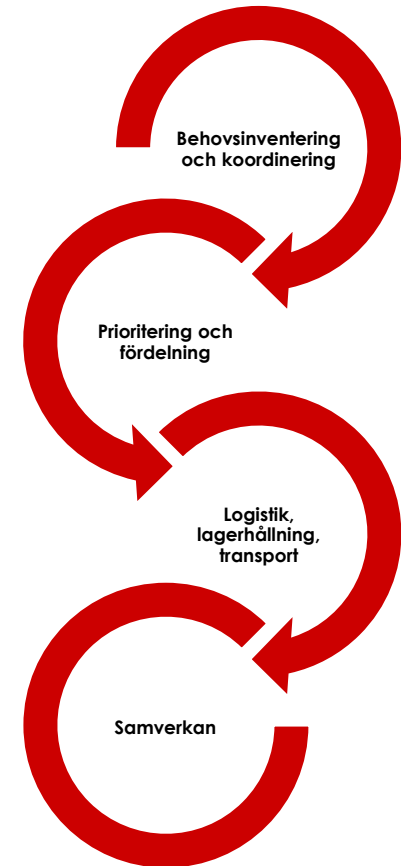 Behovsinventering
och koordinering
Prioritering och
fördelning
Logistik,
lagerhållning,
transport
Samverkan